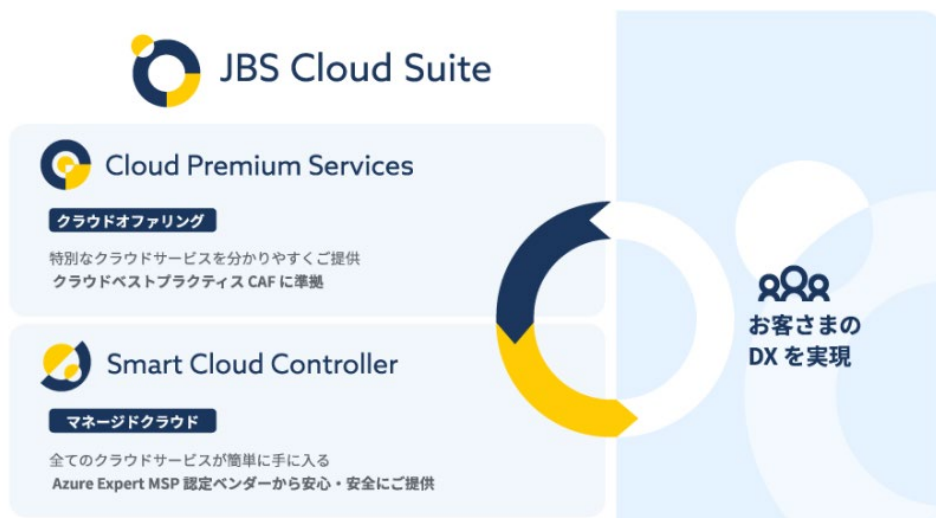 JBS Cloud Suite
Cloud Premium Services
クラウドオファリング
特別なクラウドサービスを分かりやすくご提供
クラウドベストプラクティス CAF に準拠
Smart Cloud Controller
マネージドクラウド
全てのクラウドサービスが簡単に手に入る
Azure Expert MSP 認定ベンダーから安心・安全にご提供
お客さまの
DX を実現